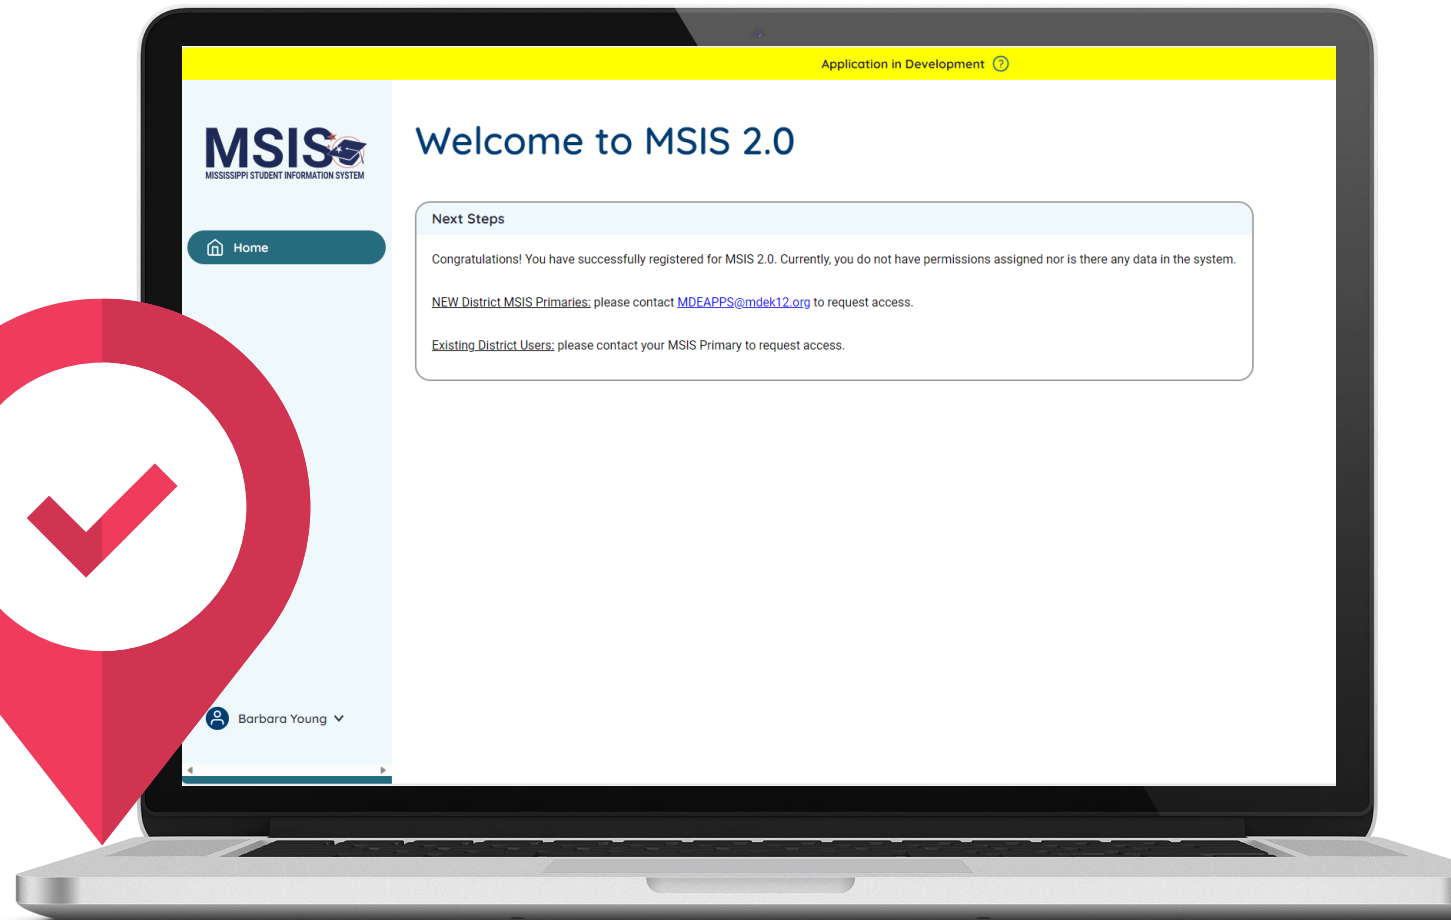 Application in Development ?
MSIS
MISSISSIPPI STUDENT INFORMATION SYSTEM
Home
Welcome to MSIS 2.0
Next Steps
Congratulations! You have successfully registered for MSIS 2.0. Currently, you do not have permissions assigned nor is there any data in the system.
NEW District MSIS Primaries: please contact MDEAPPS@mdek12.org to request access.
Existing District Users: please contact your MSIS Primary to request access.
Barbara Young